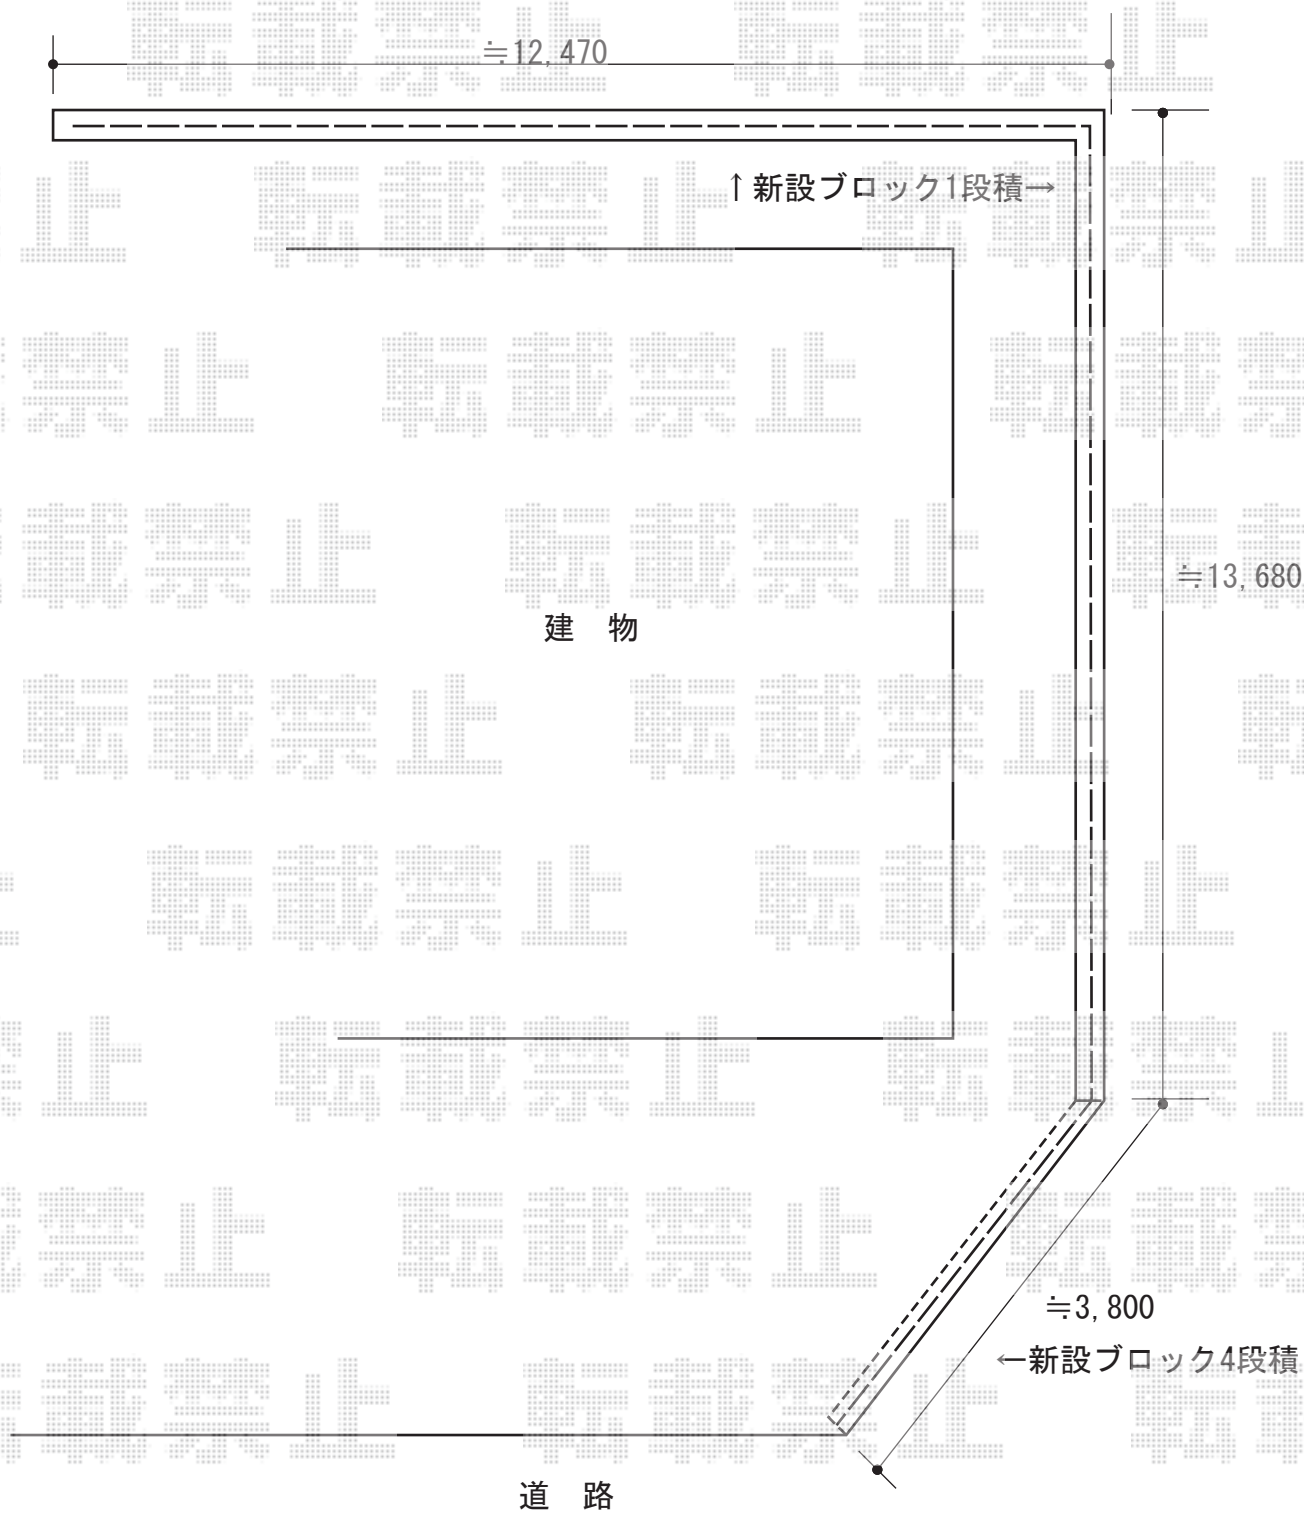 ≒12,470
↑新設ブロック1段積→
≒13,680
建 物
≒3,800
←新設ブロック4段積
道 路
転載禁止